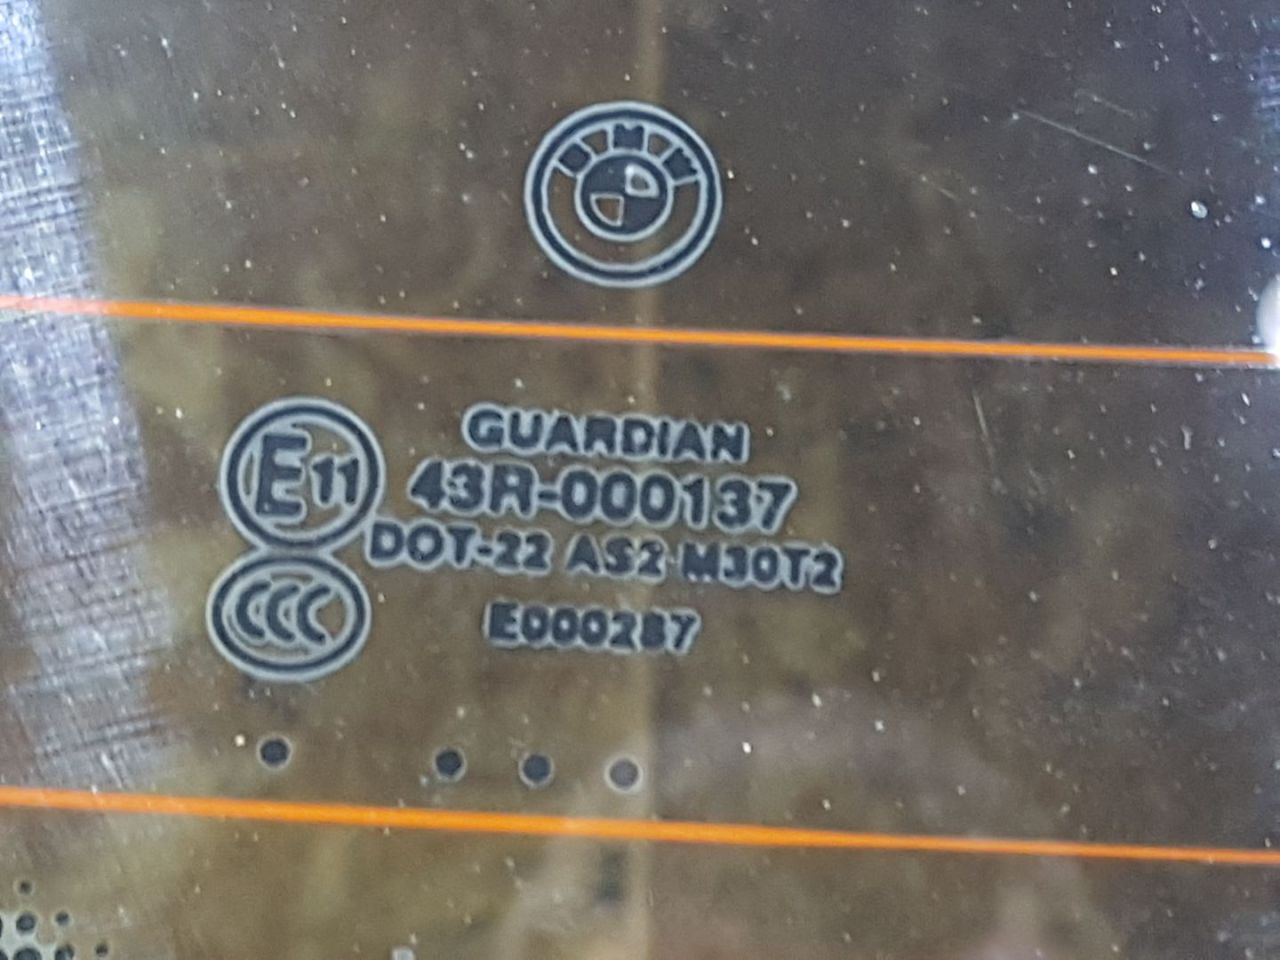 BMW
GUARDIAN
E11
43R-000137
DOT-22 AS2 M30T2
CCC
E000287